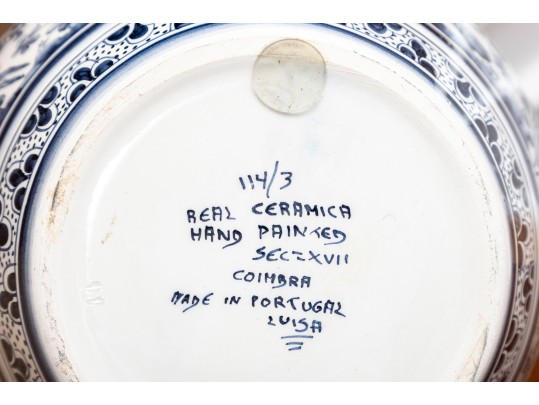 114/3
REAL CERAMICA
HAND PAINTED
SEC=XVII
COIMBRA
MADE IN PORTUGAL
LUISA